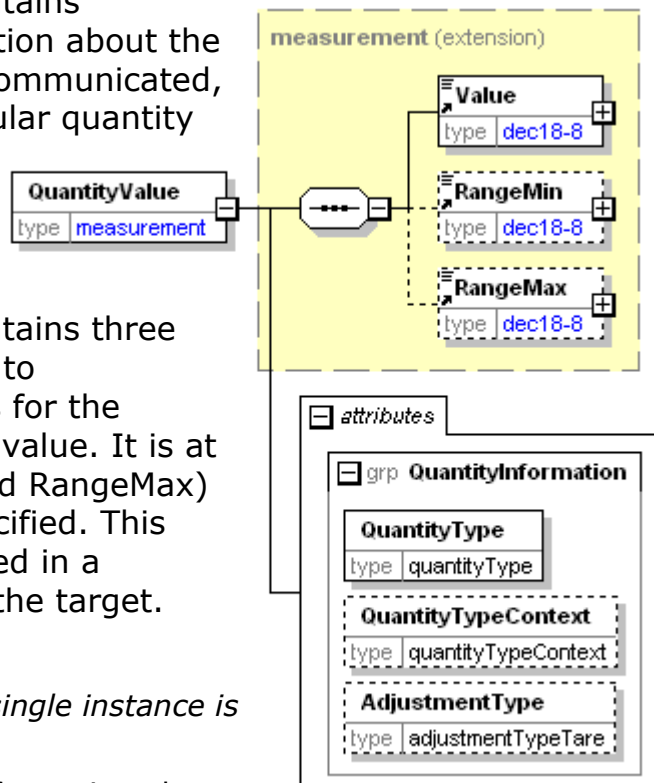 tains
tion about the
ommunicated,
ular quantity
measurement (extension)
Value
type dec18-8
QuantityValue
type measurement
RangeMin
type dec18-8
RangeMax
type dec18-8
tains three
to
for the
value. It is at
d RangeMax)
cified. This
ed in a
the target.
single instance is
attributes
grp QuantityInformation
QuantityType
type quantityType
QuantityTypeContext
type quantityTypeContext
AdjustmentType
type adjustmentTypeTare